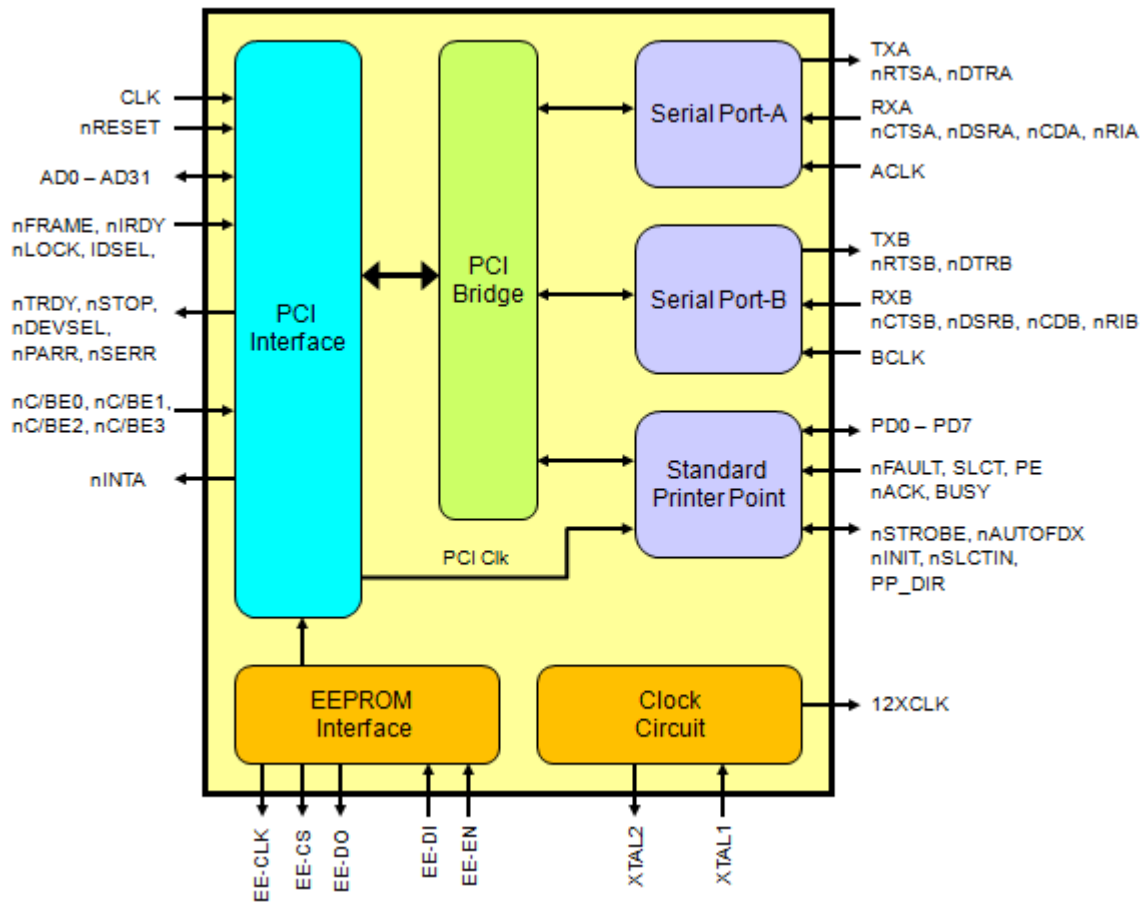 CLK
nRESET
AD0 – AD31
nFRAME, nIRDY
nLOCK, IDSEL,
nTRDY, nSTOP,
nDEVSEL,
nPARR, nSERR
nC/BE0, nC/BE1,
nC/BE2, nC/BE3
nINTA
PCI
Interface
PCI
Bridge
PCI Clk
Serial Port-A
Serial Port-B
Standard
Printer Point
TXA
nRTSA, nDTRA
RXA
nCTSA, nDSRA, nCDA, nRIA
ACLK
TXB
nRTSB, nDTRB
RXB
nCTSB, nDSRB, nCDB, nRIB
BCLK
PD0 – PD7
nFAULT, SLCT, PE
nACK, BUSY
nSTROBE, nAUTOFDX
nINIT, nSLCTIN,
PP_DIR
EEPROM
Interface
Clock
Circuit
12XCLK
EE-CLK
EE-CS
EE-DO
EE-DI
EE-EN
XTAL2
XTAL1